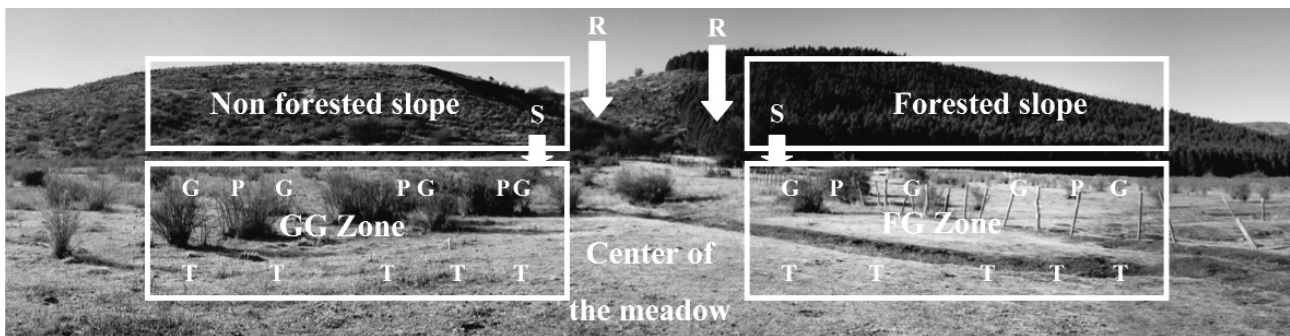 R
R
Non forested slope
Forested slope
S
S
G P G P G P G
G P G G P G
GG Zone
FG Zone
T T T T T
T T T T T
Center of
the meadow